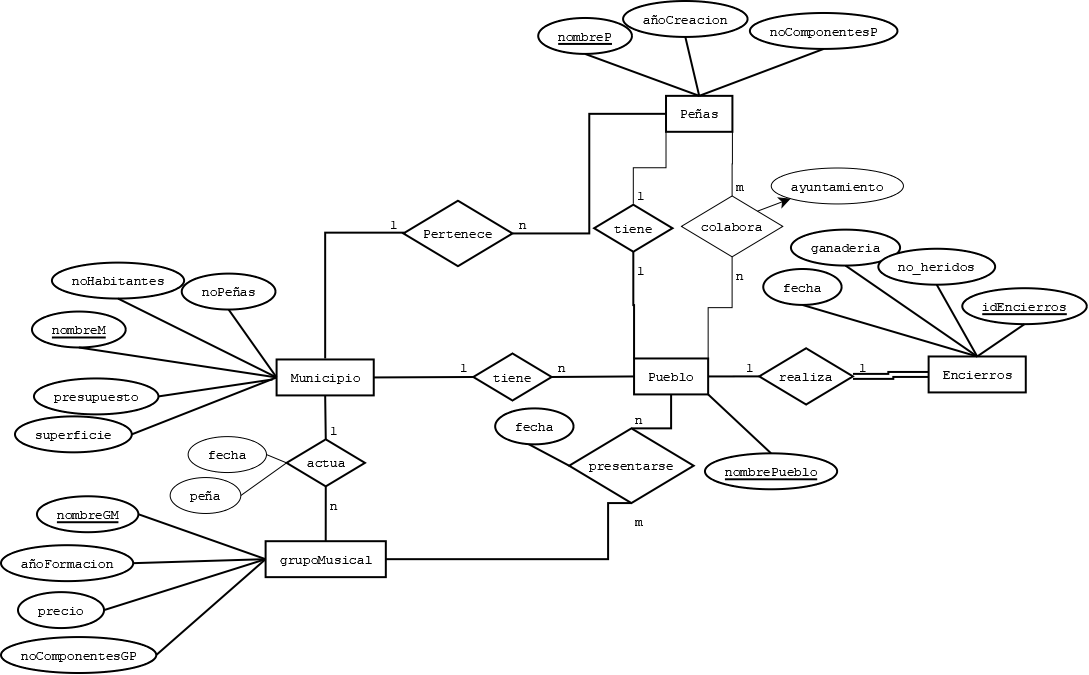 añoCreacion
nombreP
noComponentesP
Peñas
m
ayuntamiento
1
1
n
tiene
colabora
Pertenece
ganaderia
no_heridos
1
n
noHabitantes
noPeñas
fecha
idEncierros
nombreM
1
n
1
1
Municipio
tiene
Pueblo
realiza
Encierros
presupuesto
superficie
1
fecha
n
fecha
actua
presentarse
nombrePueblo
peña
n
m
nombreGM
añoFormacion
grupoMusical
precio
noComponentesGP